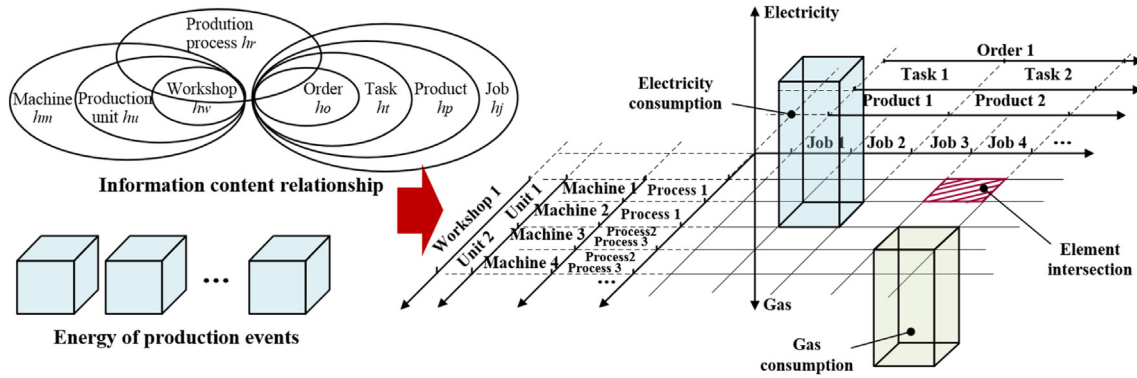 Prodution
process hr
Machine
hm
Production
unit hu
Workshop
hw
Order
ho
Task
ht
Product
hp
Job
hj
Information content relationship
...
Energy of production events
Electricity
Electricity
consumption
Order 1
Task 1 Task 2
Product 1 Product 2
Job 1 Job 2 Job 3 Job 4 ...
Workshop 1
Unit 1
Unit 2
Machine 1 Process 1
Machine 2 Process 1
Machine 3 Process2
Process 3
Machine 4 Process2
Process 3
...
Element
intersection
Gas
Gas
consumption